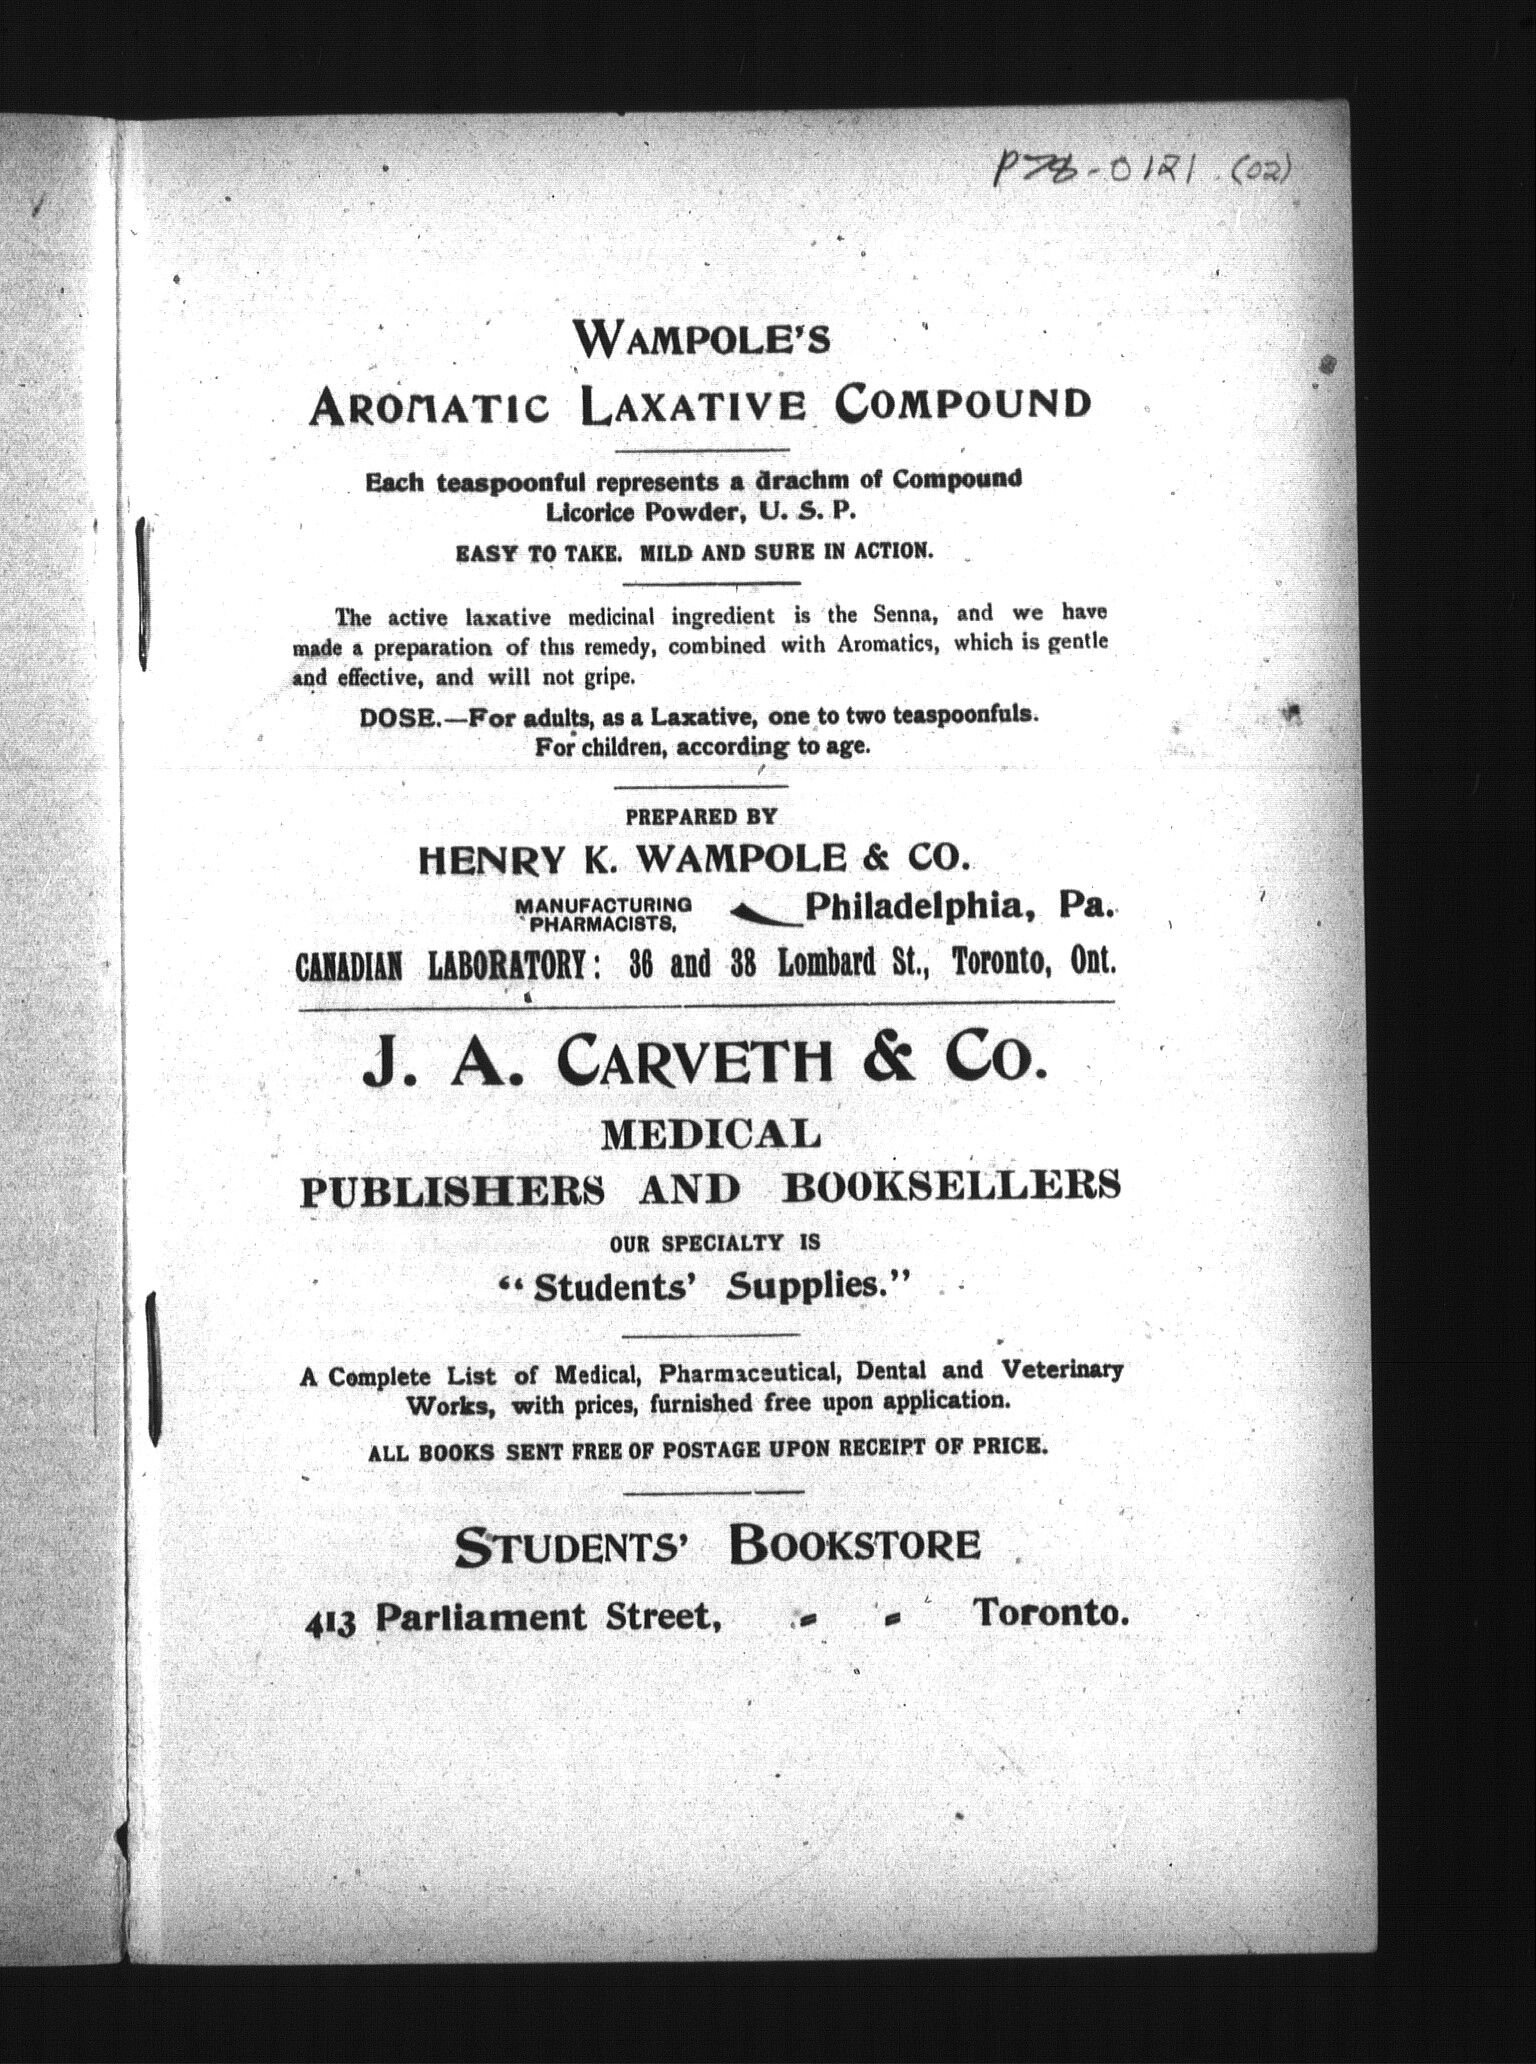 P78-0121 (02)
WAMPOLE'S
AROMATIC LAXATIVE COMPOUND
Each teaspoonful represents a drachm of Compound
Licorice Powder, U. S. P.
EASY TO TAKE. MILD AND SURE IN ACTION.
The active laxative medicinal ingredient is the Senna, and we have
made a preparation of this remedy, combined with Aromatics, which is gentle
and effective, and will not gripe.
DOSE.—For adults, as a Laxative, one to two teaspoonfuls.
For children, according to age.
PREPARED BY
HENRY K. WAMPOLE & CO.
MANUFACTURING
PHARMACISTS,
Philadelphia, Pa.
CANADIAN LABORATORY: 36 and 38 Lombard St., Toronto, Ont.
J. A. CARVETH & CO.
MEDICAL
PUBLISHERS AND BOOKSELLERS
OUR SPECIALTY IS
"Students' Supplies."
A Complete List of Medical, Pharmaceutical, Dental and Veterinary
Works, with prices, furnished free upon application.
ALL BOOKS SENT FREE OF POSTAGE UPON RECEIPT OF PRICE.
STUDENTS' BOOKSTORE
413 Parliament Street, - - Toronto.